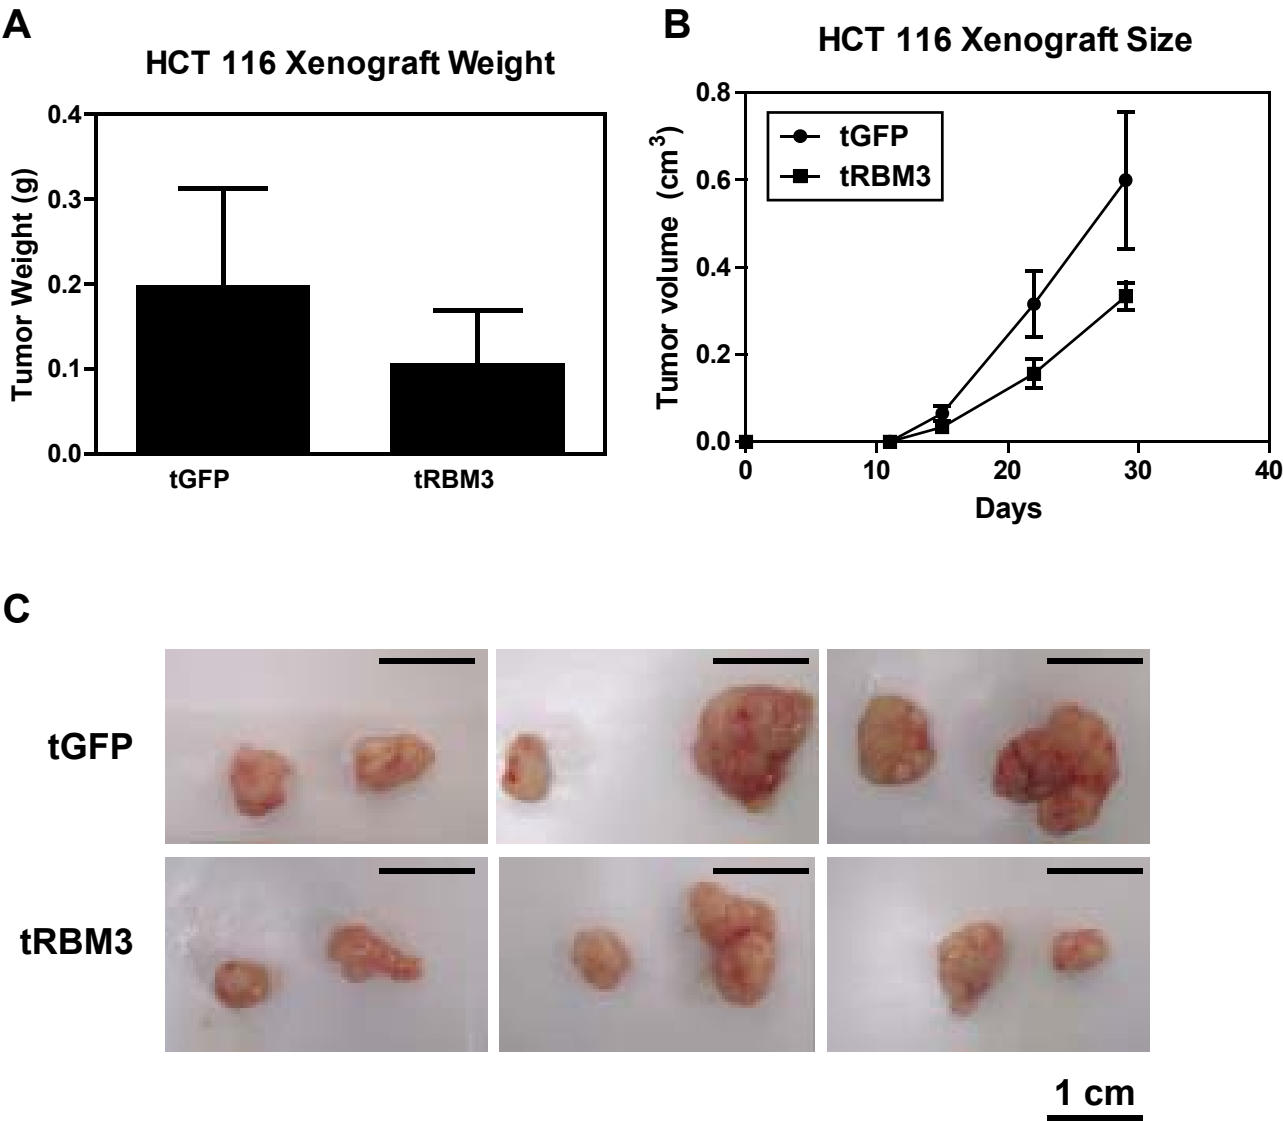 A
HCT 116 Xenograft Weight
Tumor Weight (g)
0.4
0.3
0.2
0.1
0.0
tGFP
tRBM3
B
HCT 116 Xenograft Size
Tumor volume (cm³)
0.8
0.6
0.4
0.2
0.0
tGFP
tRBM3
0 10 20 30 40
Days
C
tGFP
tRBM3
1 cm